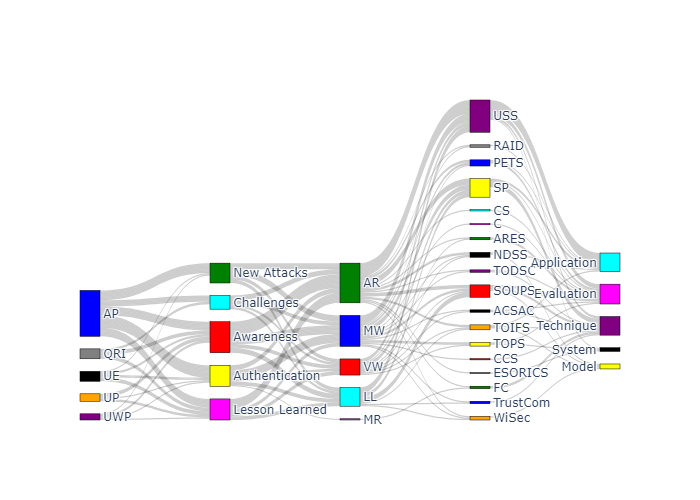 AP
QRI
UE
UP
UWP
New Attacks
Challenges
Awareness
Authentication
Lesson Learned
AR
MW
VW
LL
MR
USS
RAID
PETS
SP
CS
C
ARES
NDSS
TODSC
SOUPS
ACSAC
TOIFS
TOPS
CCS
ESORICS
FC
TrustCom
WiSec
Application
Evaluation
Technique
System
Model